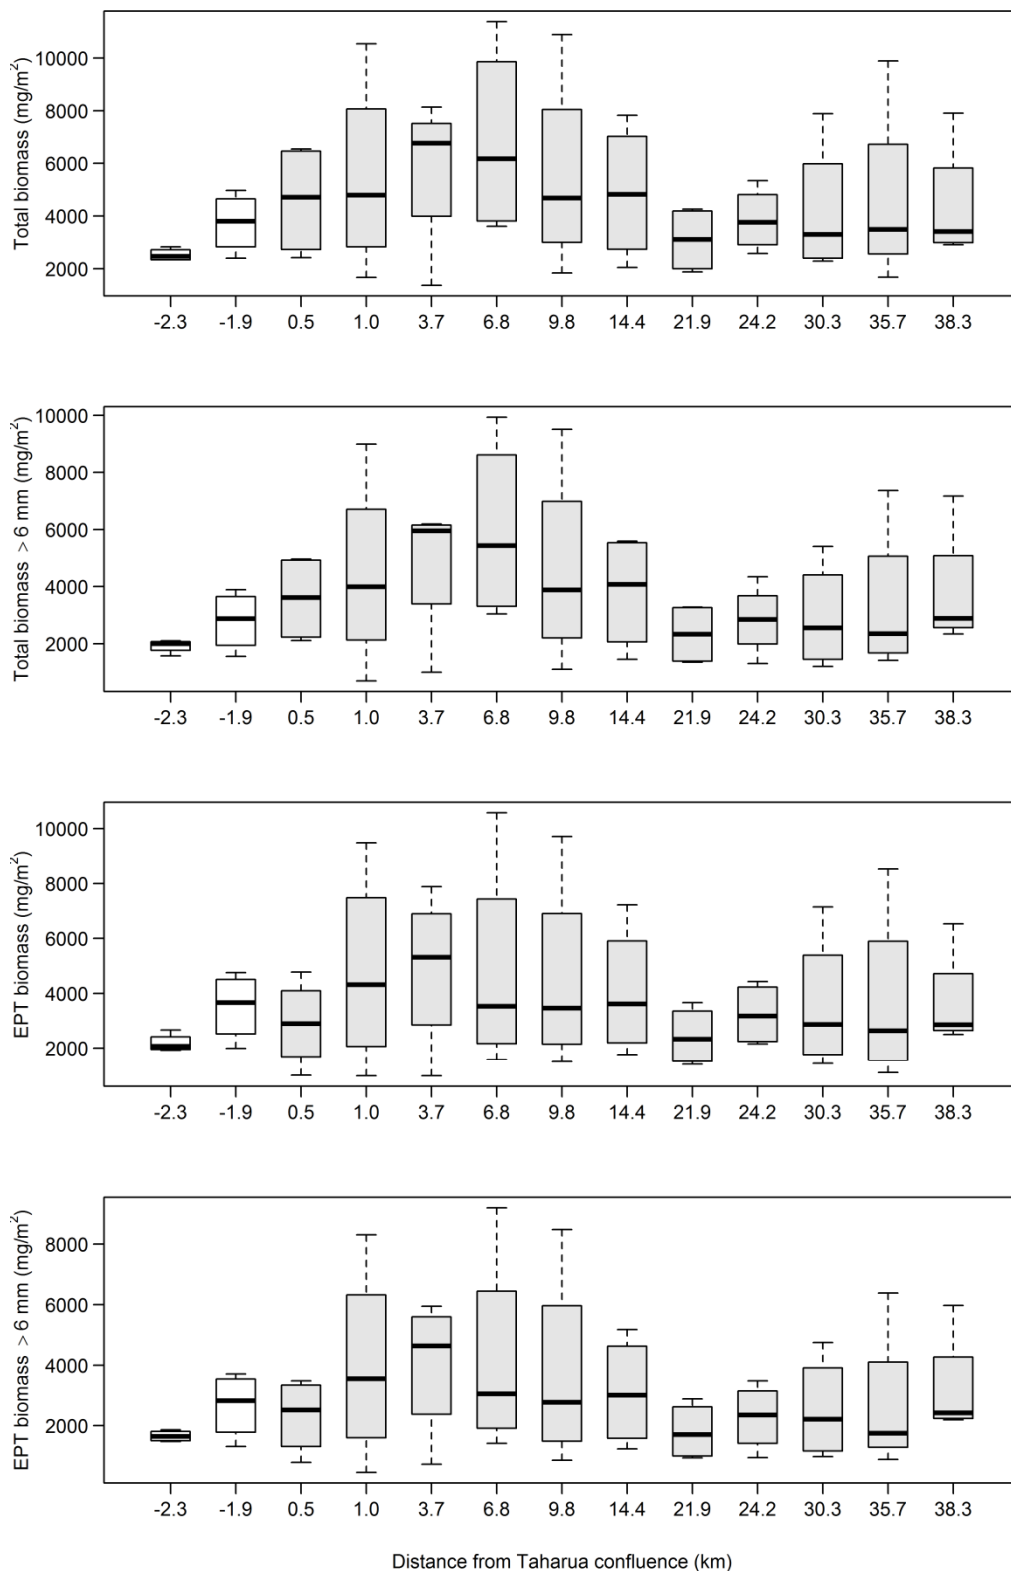 Total biomass (mg/m²)
10000
8000
6000
4000
2000
-2.3 -1.9 0.5 1.0 3.7 6.8 9.8 14.4 21.9 24.2 30.3 35.7 38.3
Total biomass > 6 mm (mg/m²)
10000
8000
6000
4000
2000
-2.3 -1.9 0.5 1.0 3.7 6.8 9.8 14.4 21.9 24.2 30.3 35.7 38.3
EPT biomass (mg/m²)
10000
8000
6000
4000
2000
-2.3 -1.9 0.5 1.0 3.7 6.8 9.8 14.4 21.9 24.2 30.3 35.7 38.3
EPT biomass > 6 mm (mg/m²)
8000
6000
4000
2000
-2.3 -1.9 0.5 1.0 3.7 6.8 9.8 14.4 21.9 24.2 30.3 35.7 38.3
Distance from Taharua confluence (km)